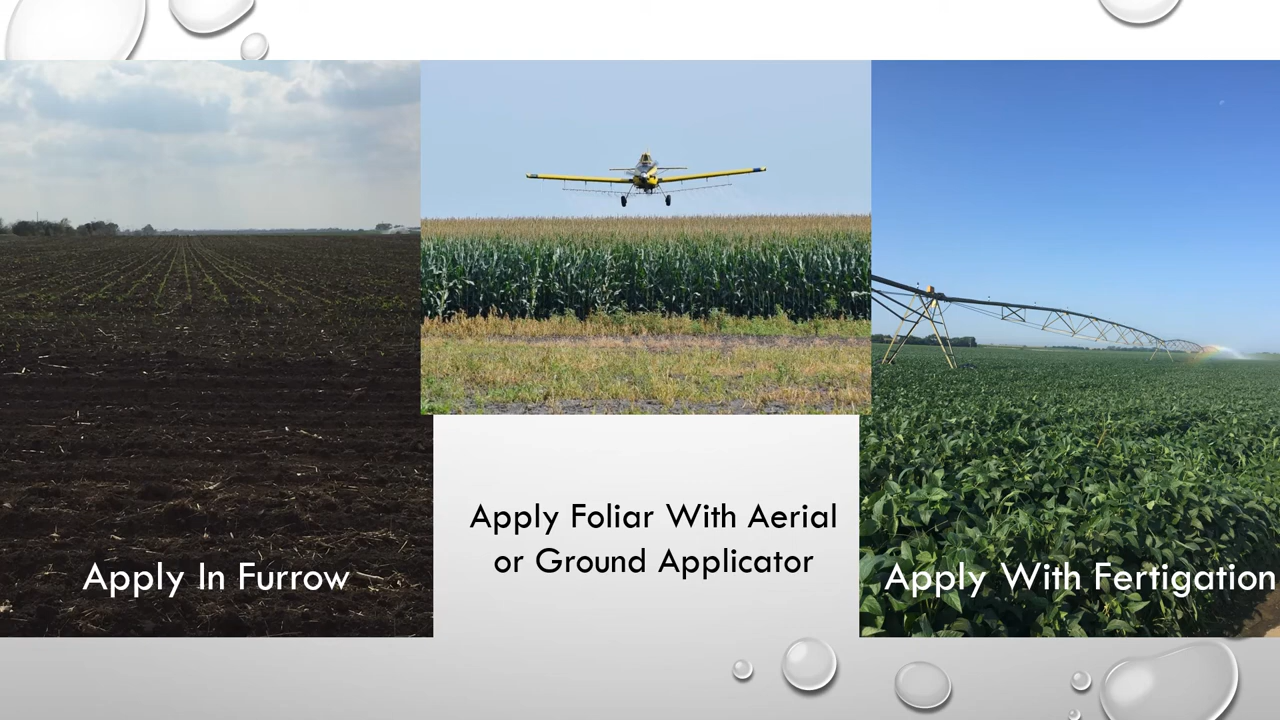 Apply In Furrow
Apply Foliar With Aerial
or Ground Applicator
Apply With Fertigation